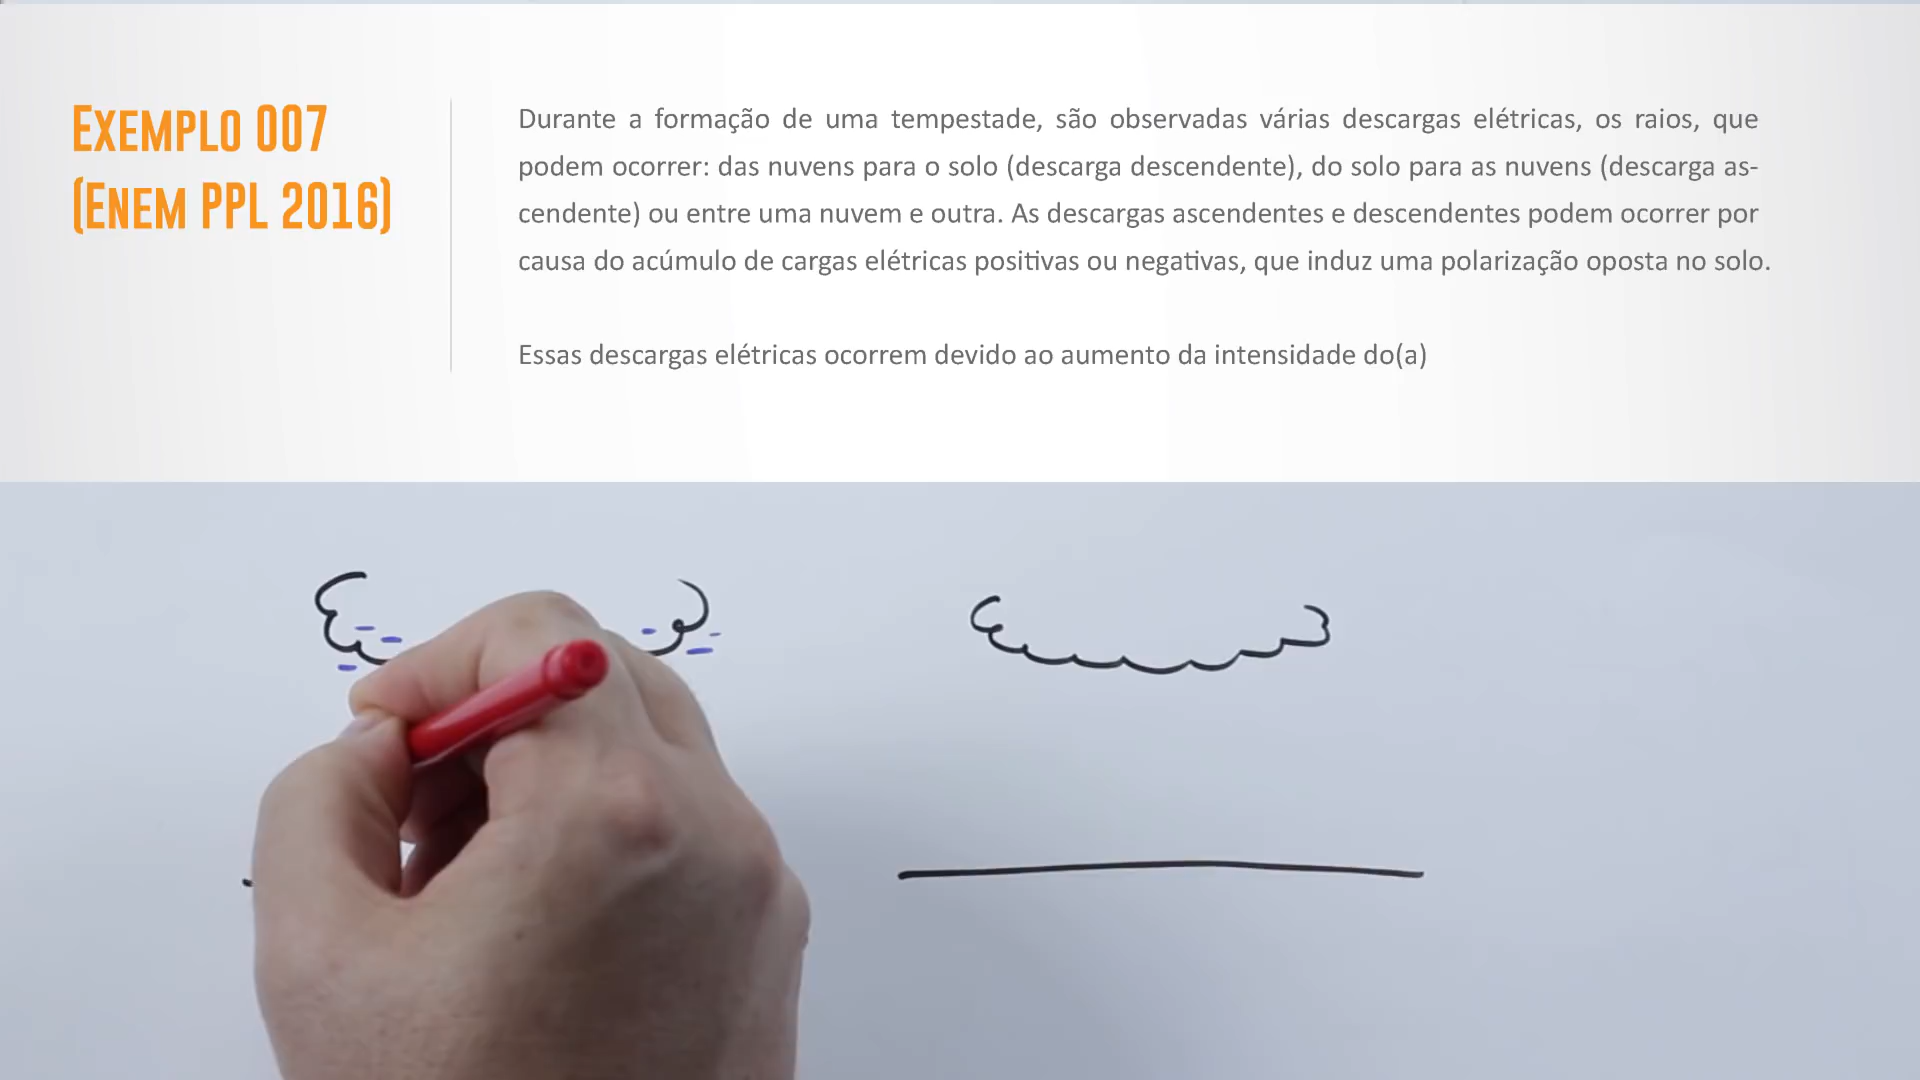 Exemplo 007
(Enem PPL 2016)
Durante a formação de uma tempestade, são observadas várias descargas elétricas, os raios, que
podem ocorrer: das nuvens para o solo (descarga descendente), do solo para as nuvens (descarga as-
cendente) ou entre uma nuvem e outra. As descargas ascendentes e descendentes podem ocorrer por
causa do acúmulo de cargas elétricas positivas ou negativas, que induz uma polarização oposta no solo.
Essas descargas elétricas ocorrem devido ao aumento da intensidade do(a)